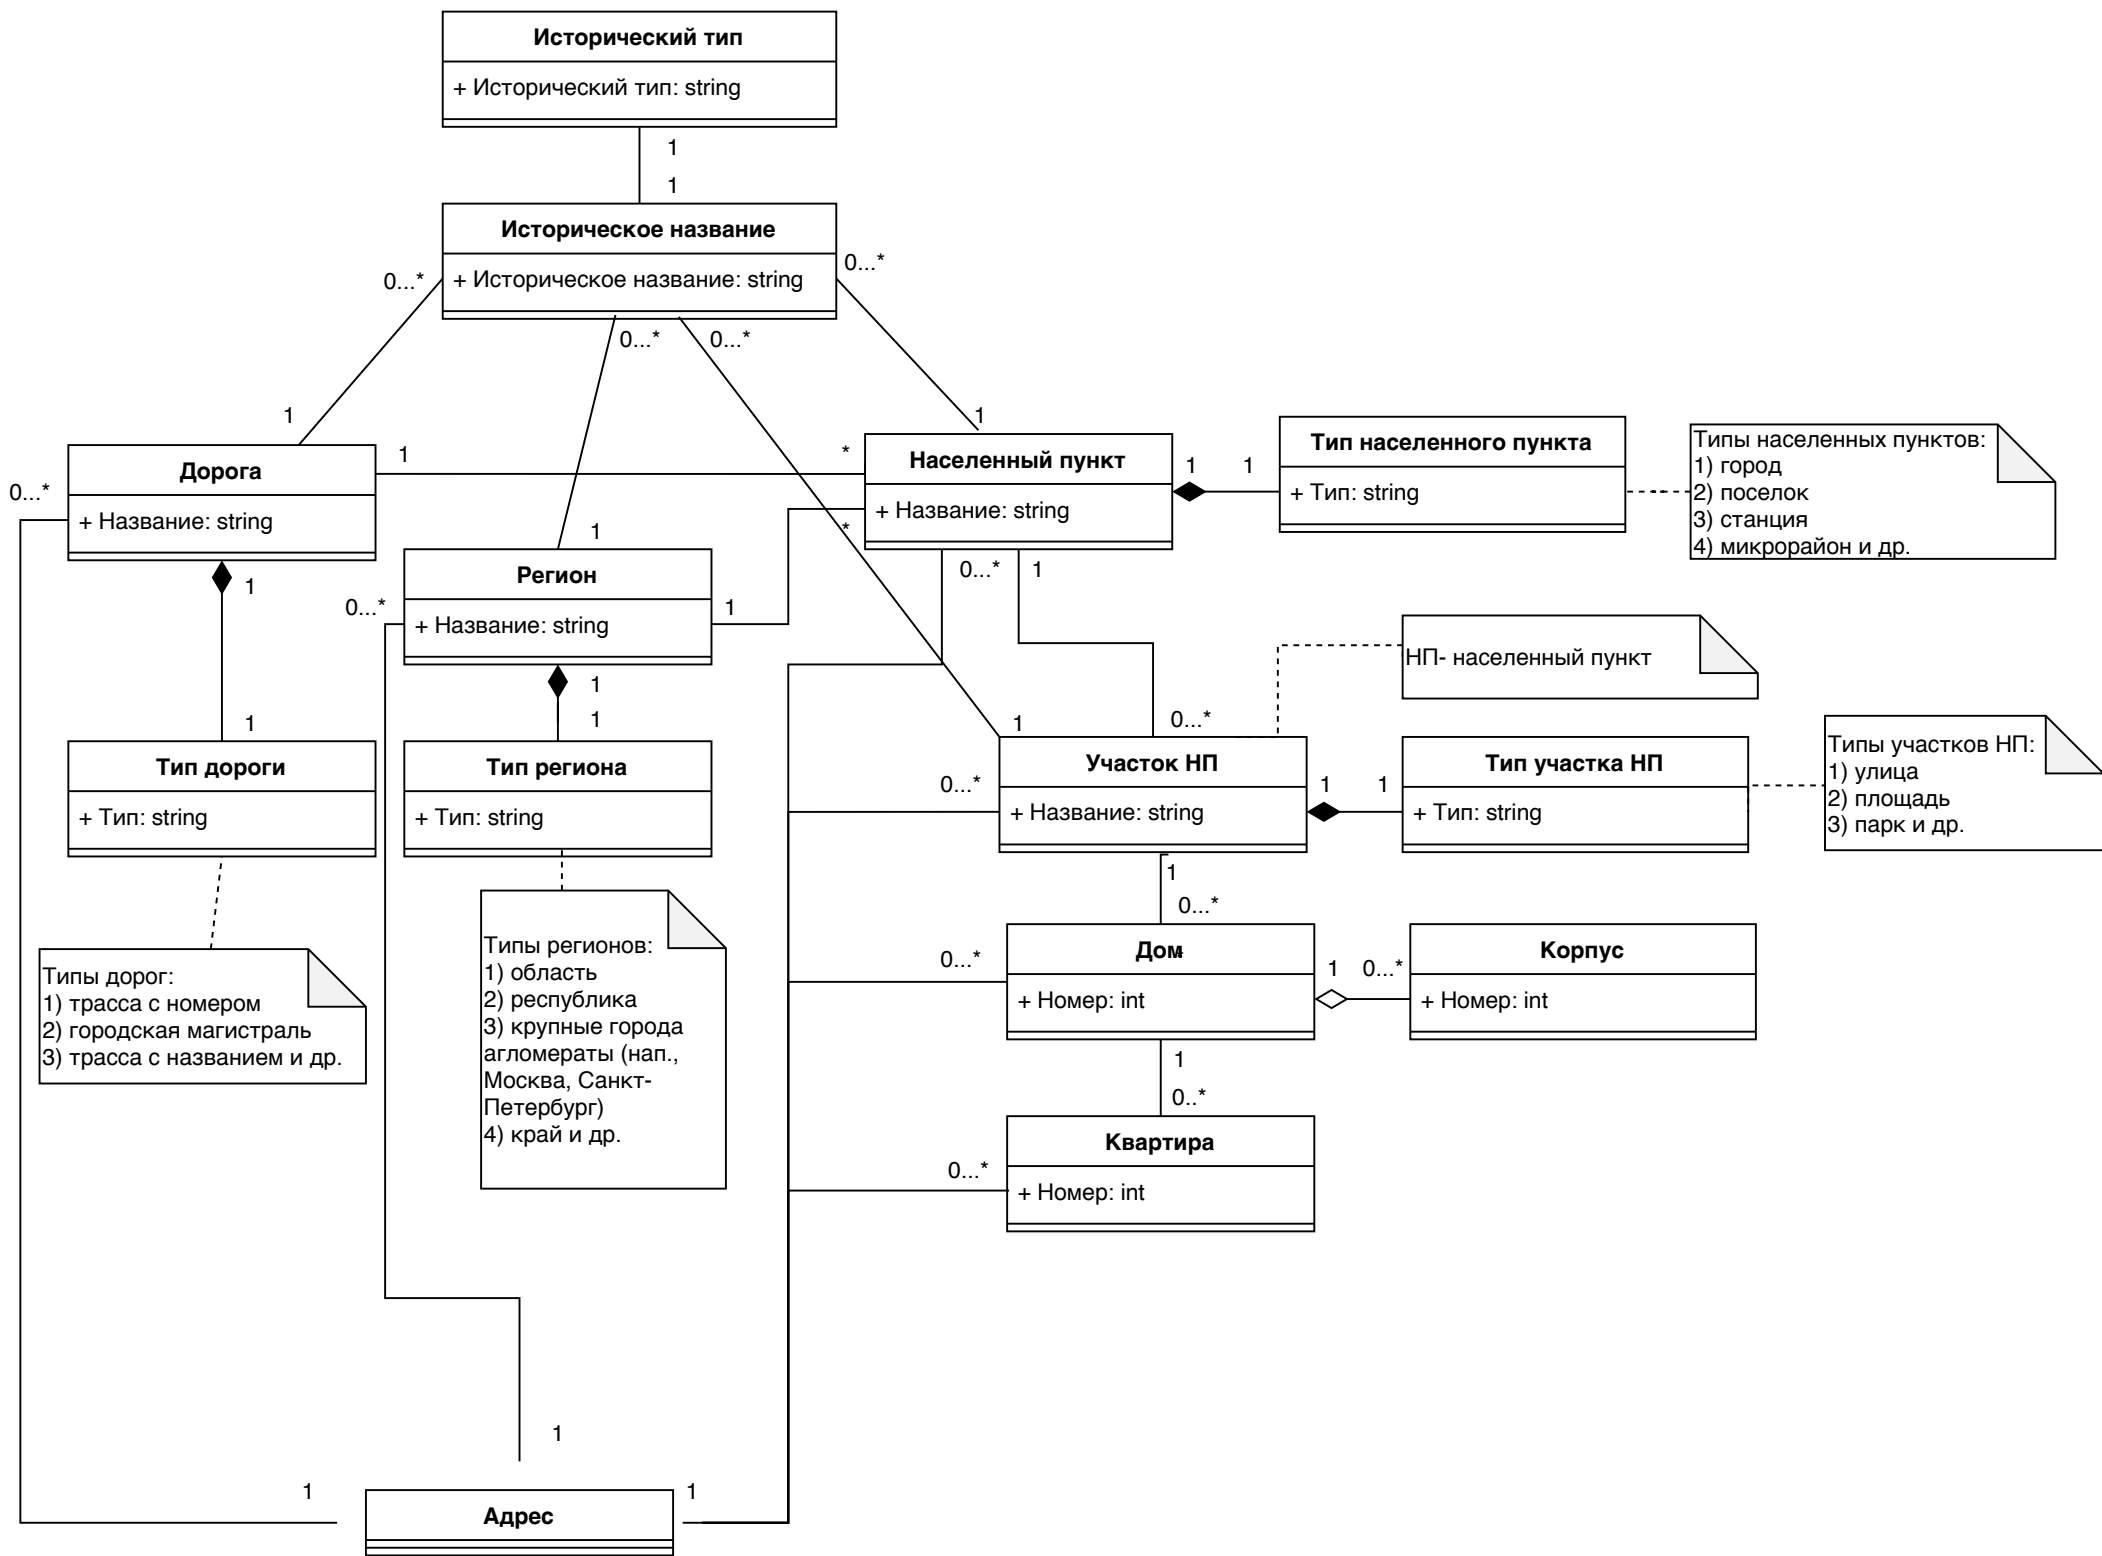 Исторический тип
+ Исторический тип: string
1
1
Историческое название
+ Историческое название: string
0...*
0...*
0...*
0...*
1
1
Дорога
+ Название: string
0...*
1
*
Населенный пункт
+ Название: string
1
1
Тип населенного пункта
+ Тип: string
Типы населенных пунктов:
1) город
2) поселок
3) станция
4) микрорайон и др.
1
*
1
Регион
+ Название: string
0...*
1
0...*
1
НП- населенный пункт
1
1
1
Тип дороги
+ Тип: string
1
Тип региона
+ Тип: string
1
0...*
0...*
Участок НП
+ Название: string
1
1
Тип участка НП
+ Тип: string
Типы участков НП:
1) улица
2) площадь
3) парк и др.
Типы дорог:
1) трасса с номером
2) городская магистраль
3) трасса с названием и др.
Типы регионов:
1) область
2) республика
3) крупные города
агломераты (нап.,
Москва, Санкт-
Петербург)
4) край и др.
1
0...*
0...*
Дом
+ Номер: int
1
0...*
Корпус
+ Номер: int
1
0..*
0...*
Квартира
+ Номер: int
1
1
1
Адрес